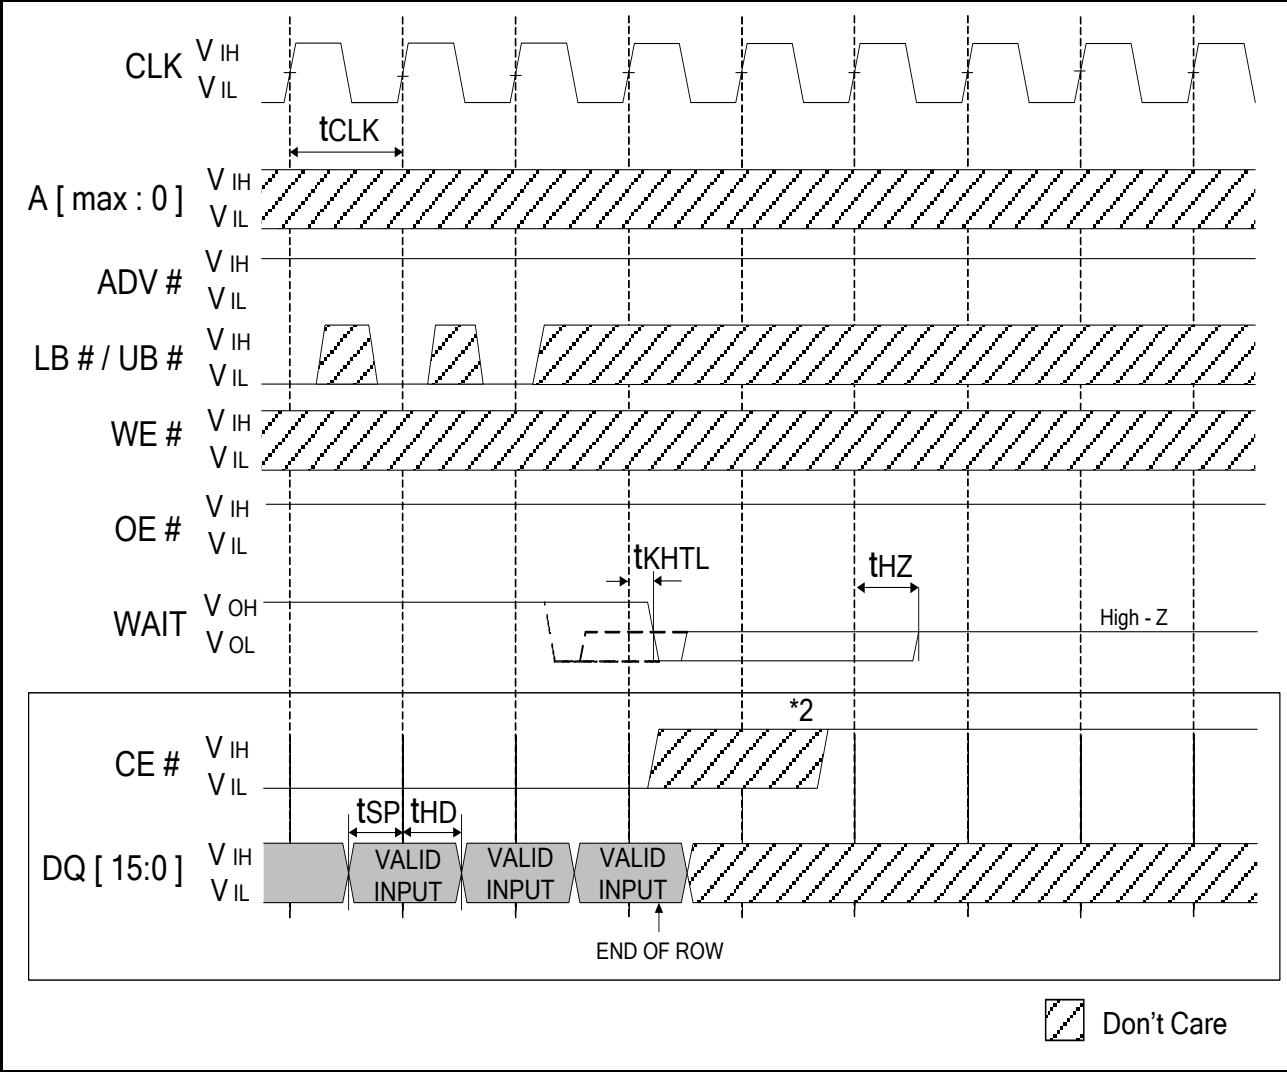 CLK
V IH
V IL
tCLK
A [ max : 0 ]
V IH
V IL
ADV #
V IH
V IL
LB # / UB #
V IH
V IL
WE #
V IH
V IL
OE #
V IH
V IL
tKHTL
tHZ
WAIT
V OH
V OL
High - Z
*2
CE #
V IH
V IL
tSP
tHD
DQ [ 15:0 ]
V IH
V IL
VALID
INPUT
VALID
INPUT
VALID
INPUT
END OF ROW
Don't Care